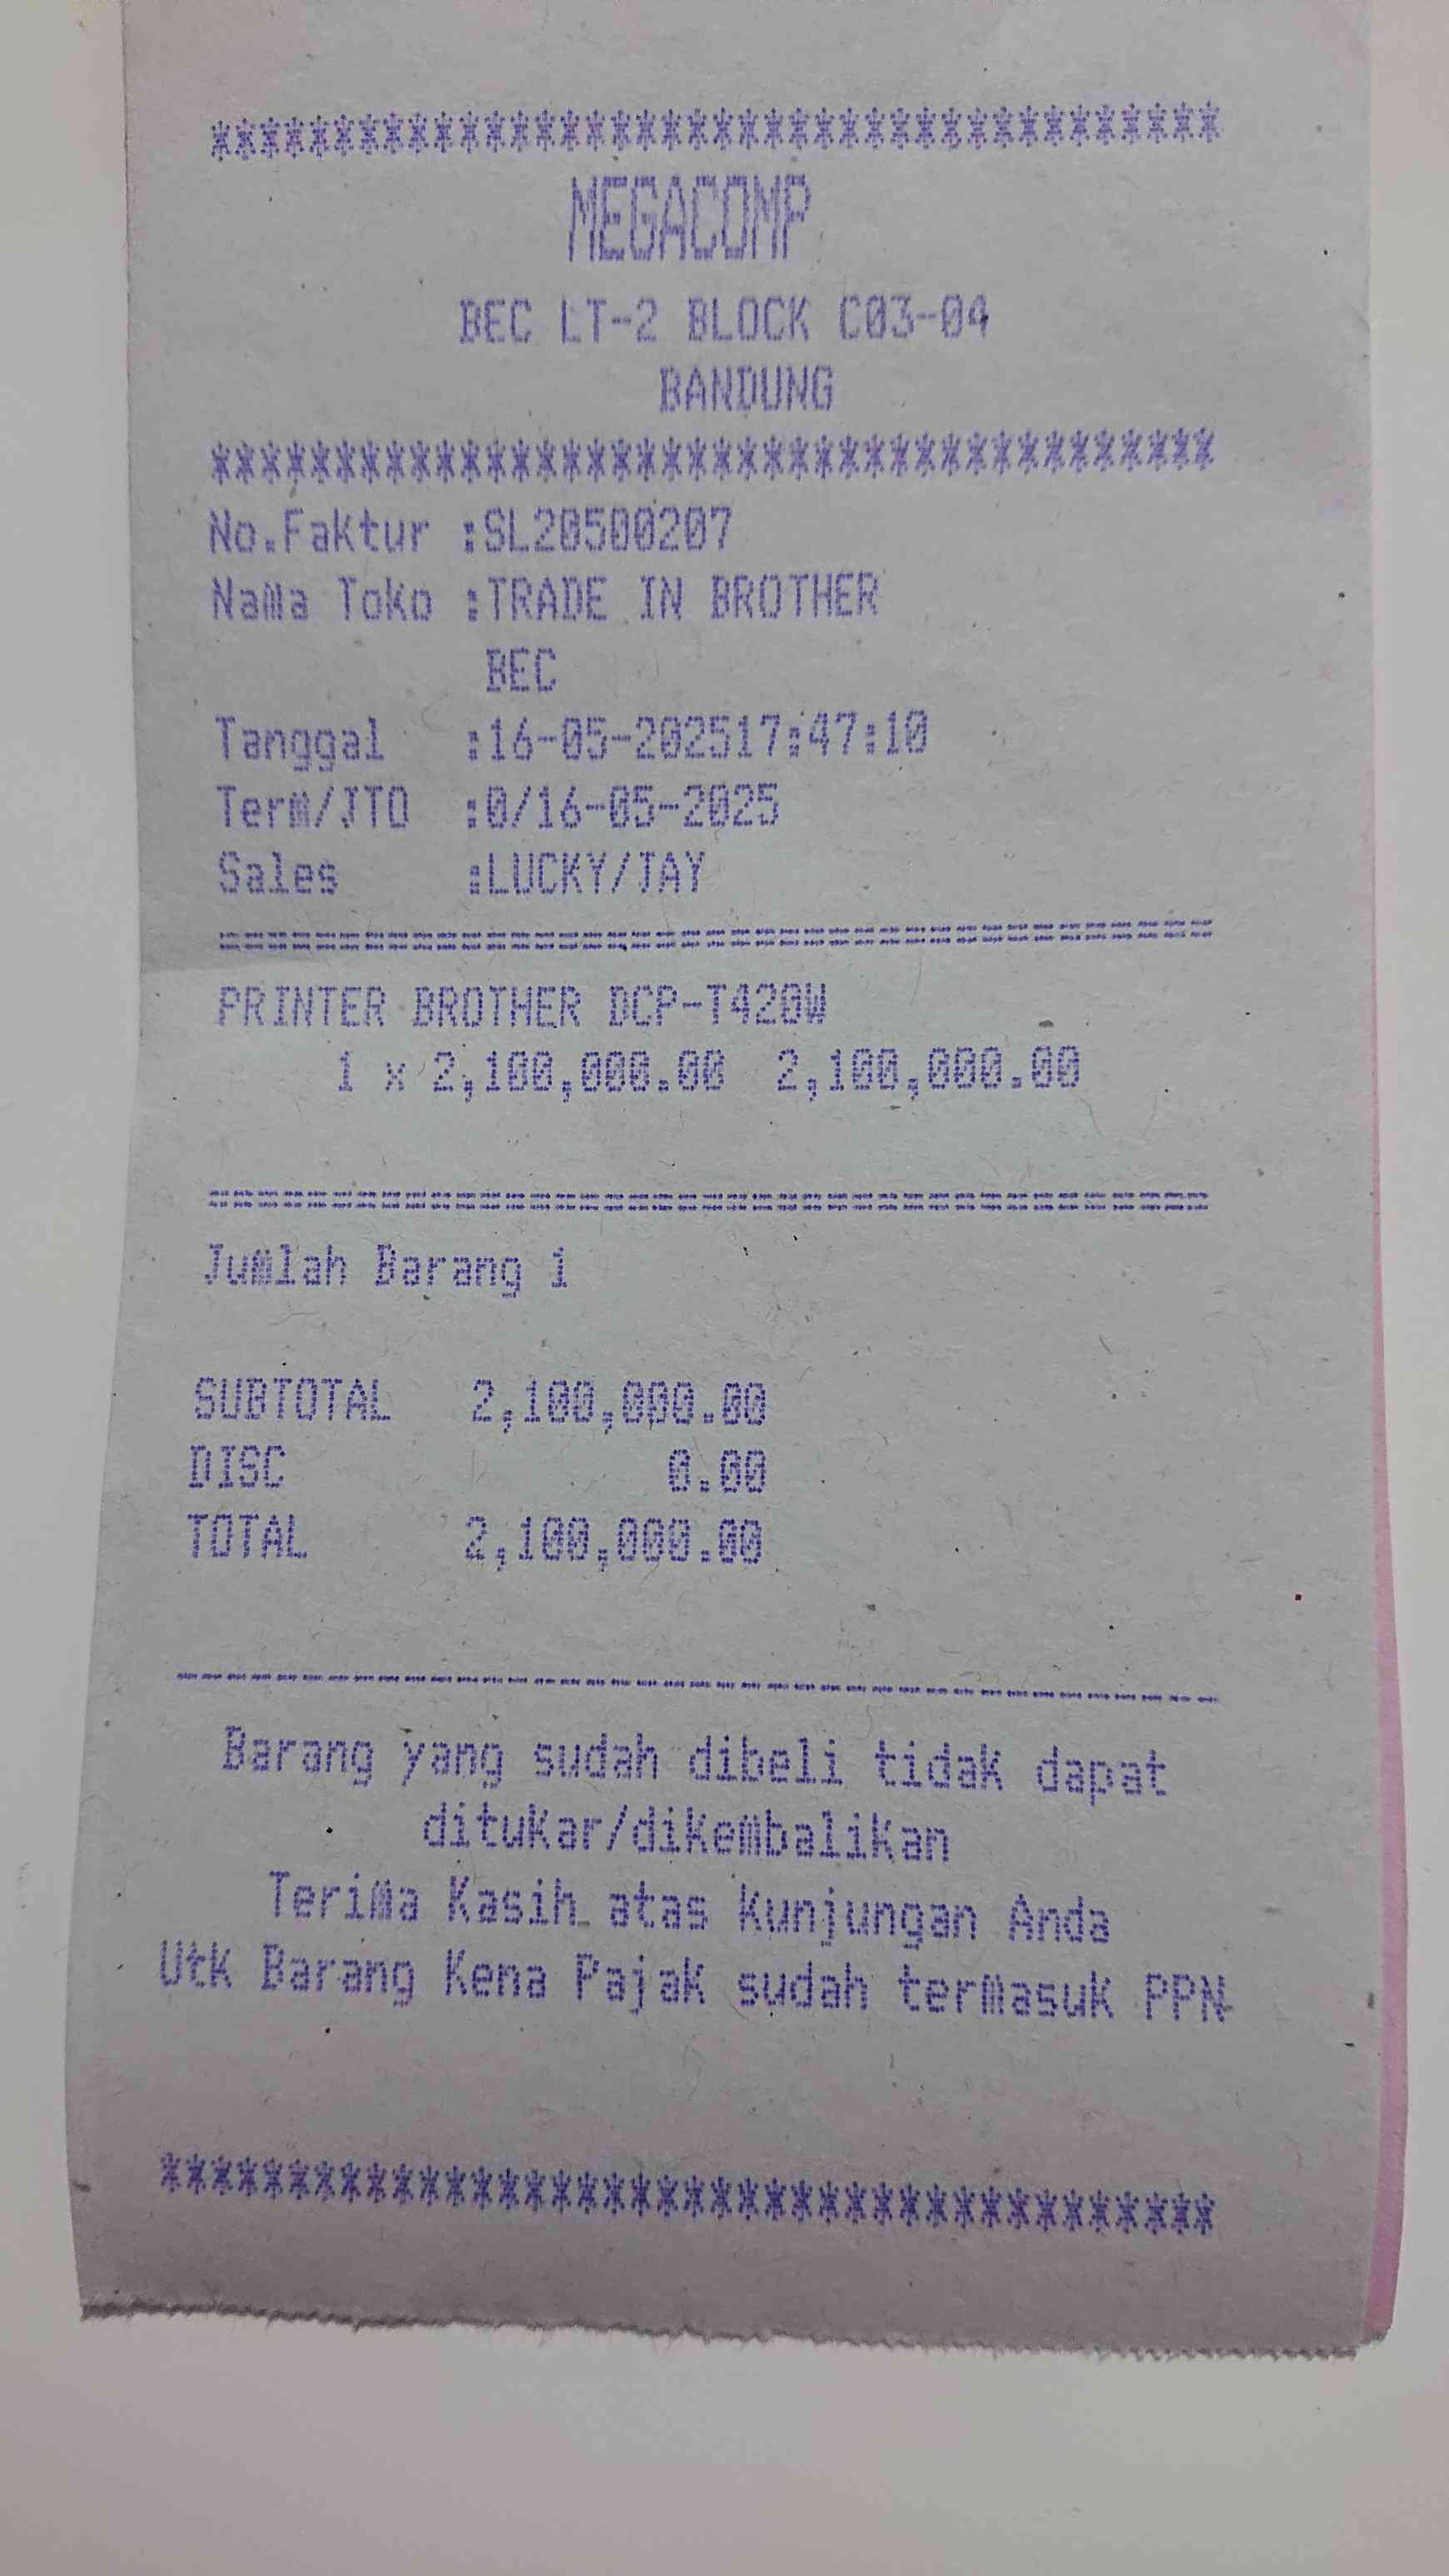 ****************************************
MEGACOMP
BEC LT-2 BLOCK C03-04
BANDUNG
****************************************
No.Faktur :SL20500207
Nama Toko :TRADE IN BROTHER
BEC
Tanggal :16-05-202517:47:10
Term/JTO :0/16-05-2025
Sales :LUCKY/JAY
========================================
PRINTER BROTHER DCP-T420W
1 x 2,100,000.00 2,100,000.00
========================================
Jumlah Barang 1
SUBTOTAL 2,100,000.00
DISC 0.00
TOTAL 2,100,000.00
----------------------------------------
Barang yang sudah dibeli tidak dapat
ditukar/dikembalikan
Terima Kasih atas kunjungan Anda
Utk Barang Kena Pajak sudah termasuk PPN
****************************************